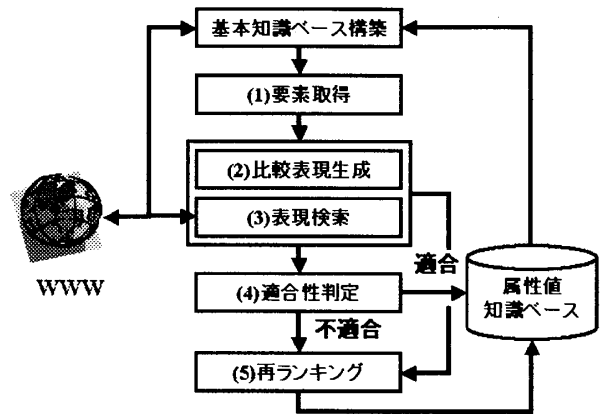 基本知識ベース構築
(1)要素取得
(2)比較表現生成
(3)表現検索
WWW
適合
(4)適合性判定
属性値
知識ベース
不適合
(5)再ランキング